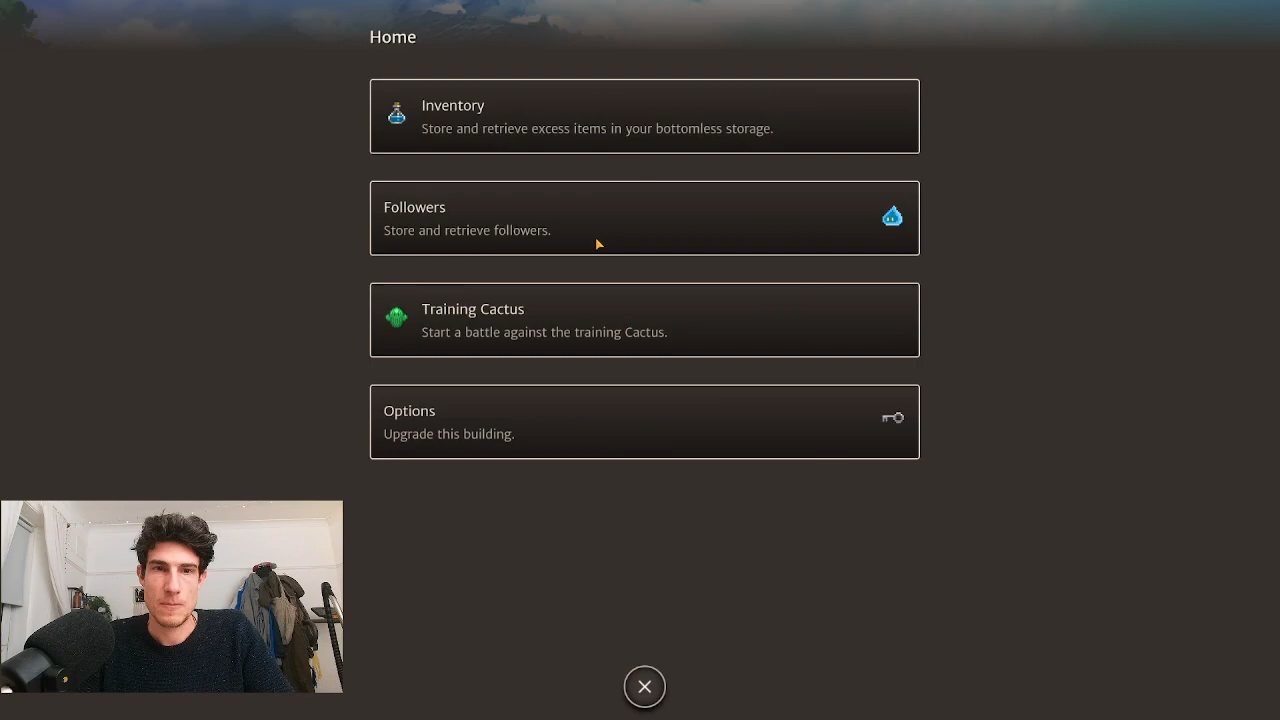 Home
Inventory
Store and retrieve excess items in your bottomless storage.
Followers
Store and retrieve followers.
Training Cactus
Start a battle against the training Cactus.
Options
Upgrade this building.